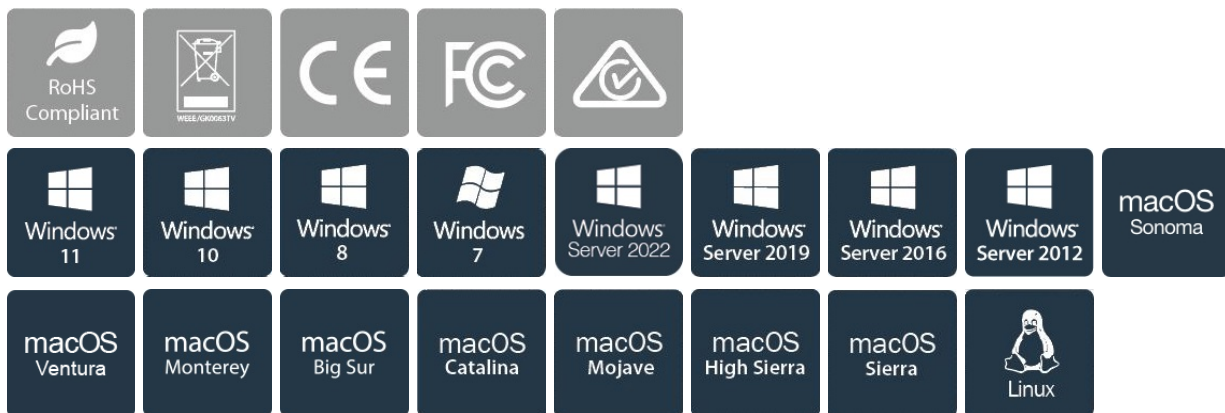 RoHS
Compliant
WEEE/GK0063TV
CE
FC
Windows
11
Windows
10
Windows
8
Windows
7
Windows
Server 2022
Windows
Server 2019
Windows
Server 2016
Windows
Server 2012
macOS
Sonoma
macOS
Ventura
macOS
Monterey
macOS
Big Sur
macOS
Catalina
macOS
Mojave
macOS
High Sierra
macOS
Sierra
Linux